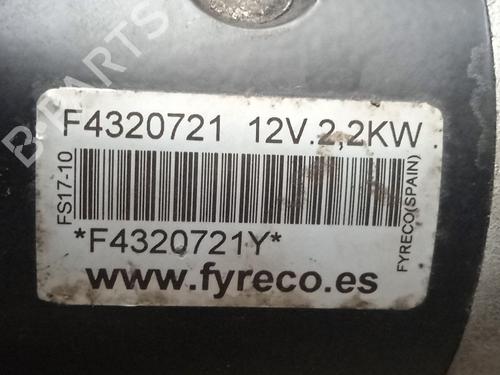 B-PARTS
F4320721 12V.2,2KW
FS17-10
FYRECO(SPAIN)
*F4320721Y*
www.fyreco.es